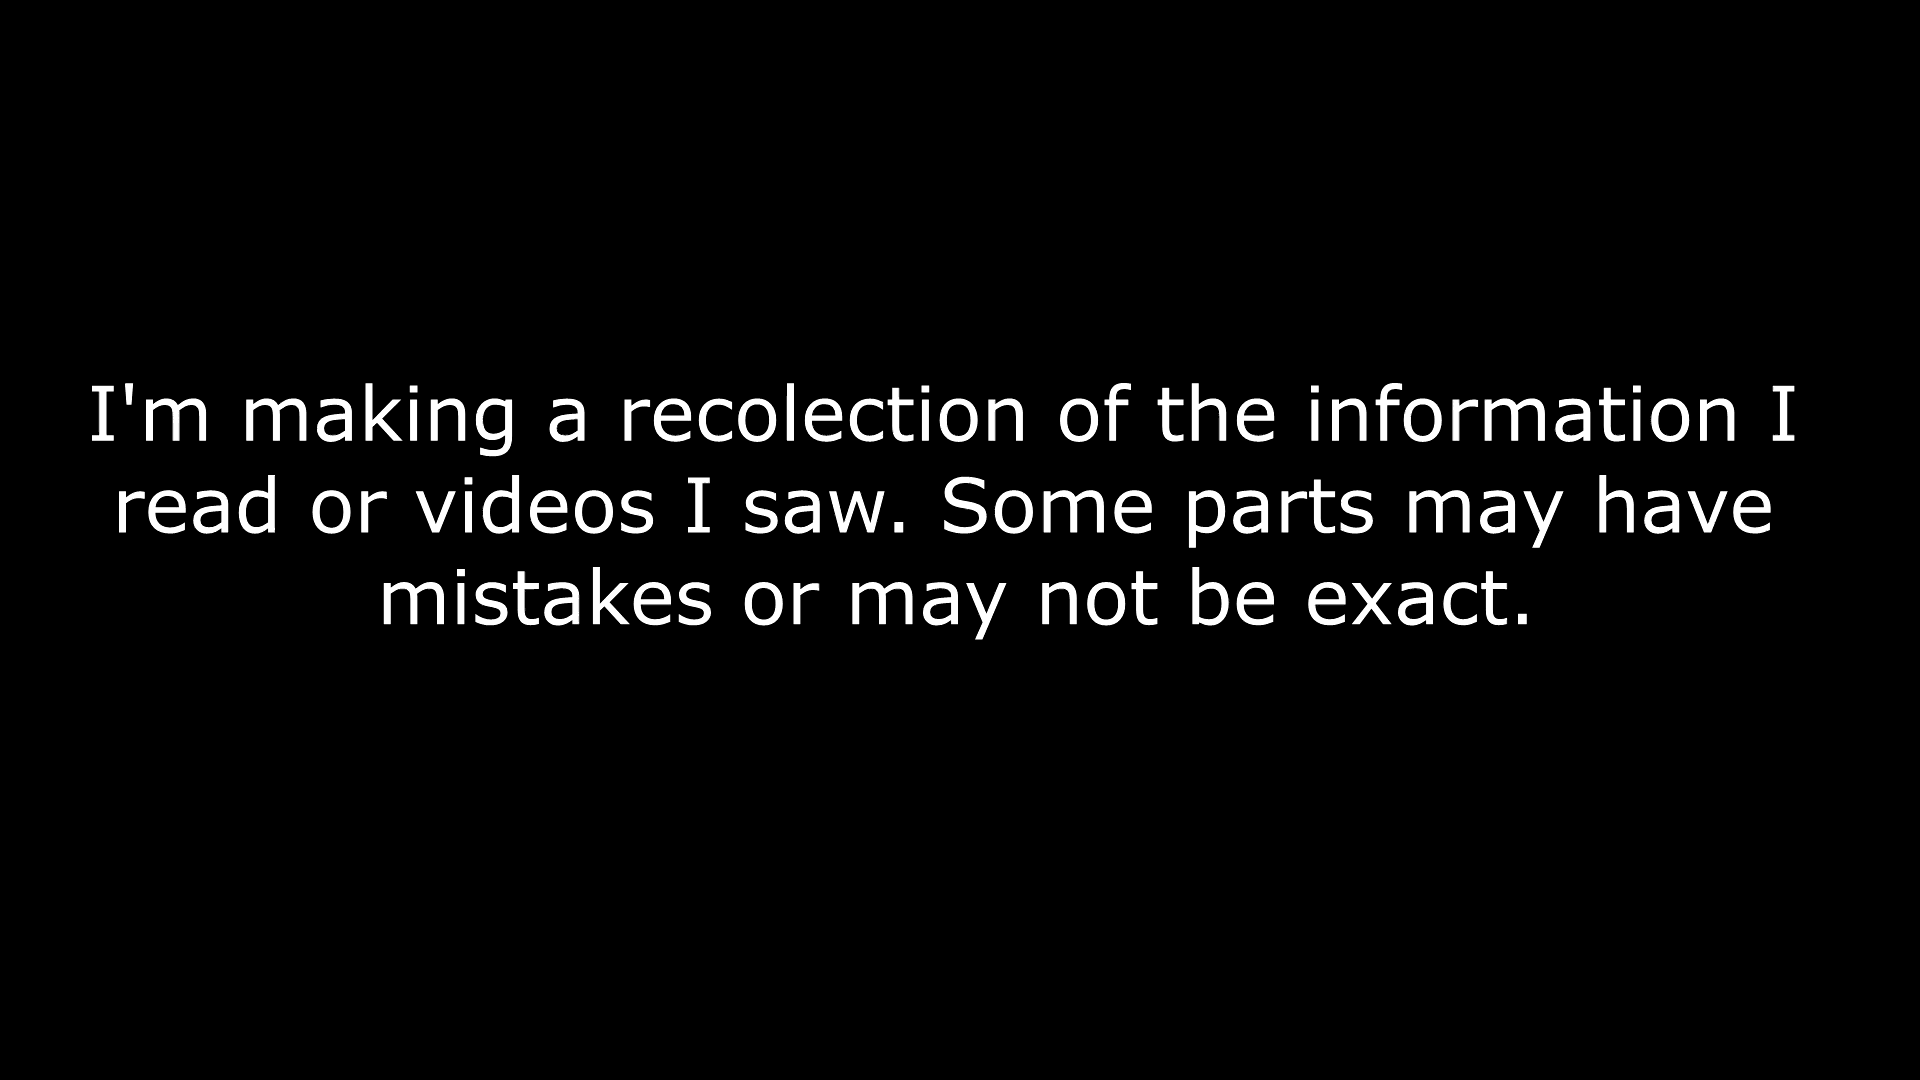 I'm making a recolection of the information I
read or videos I saw. Some parts may have
mistakes or may not be exact.